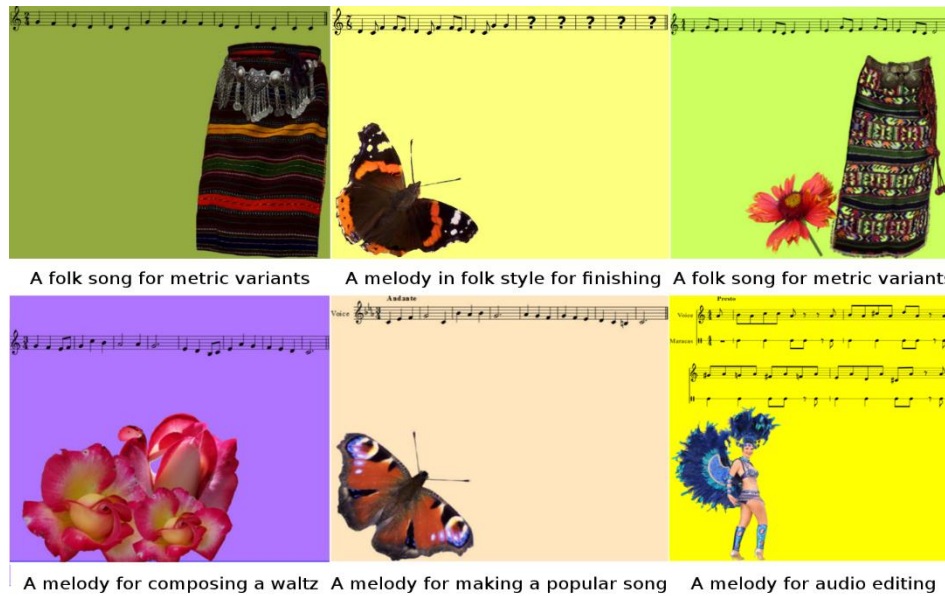 ? ? ? ? ?
A folk song for metric variants
A melody in folk style for finishing
A folk song for metric variants
Andante
Voice
Presto
Voice
Maracas
A melody for composing a waltz
A melody for making a popular song
A melody for audio editing